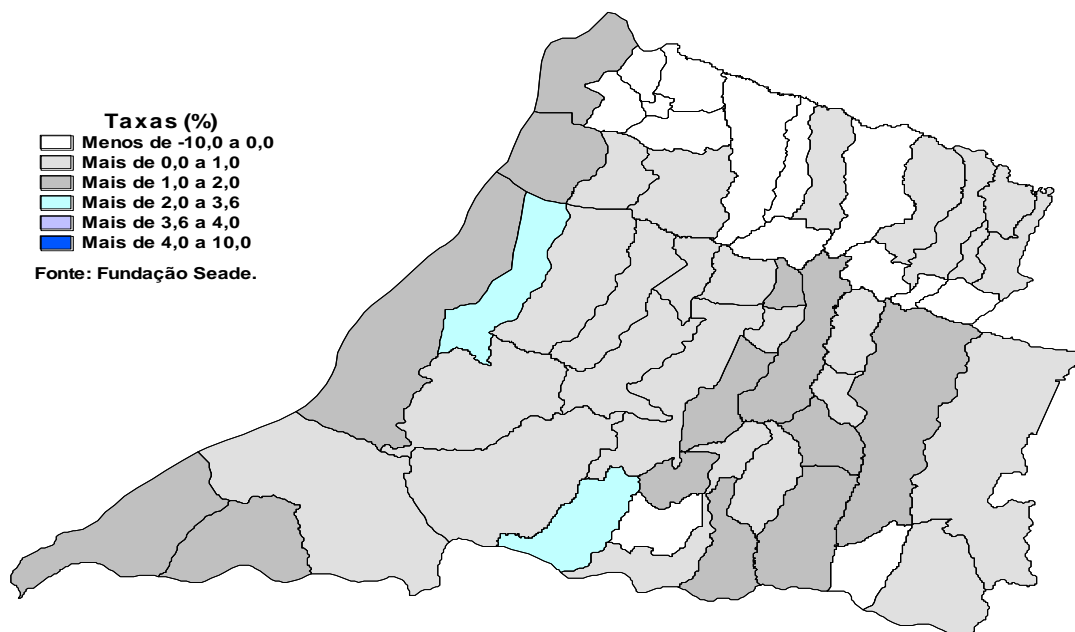 Taxas (%)
Menos de -10,0 a 0,0
Mais de 0,0 a 1,0
Mais de 1,0 a 2,0
Mais de 2,0 a 3,6
Mais de 3,6 a 4,0
Mais de 4,0 a 10,0
Fonte: Fundação Seade.